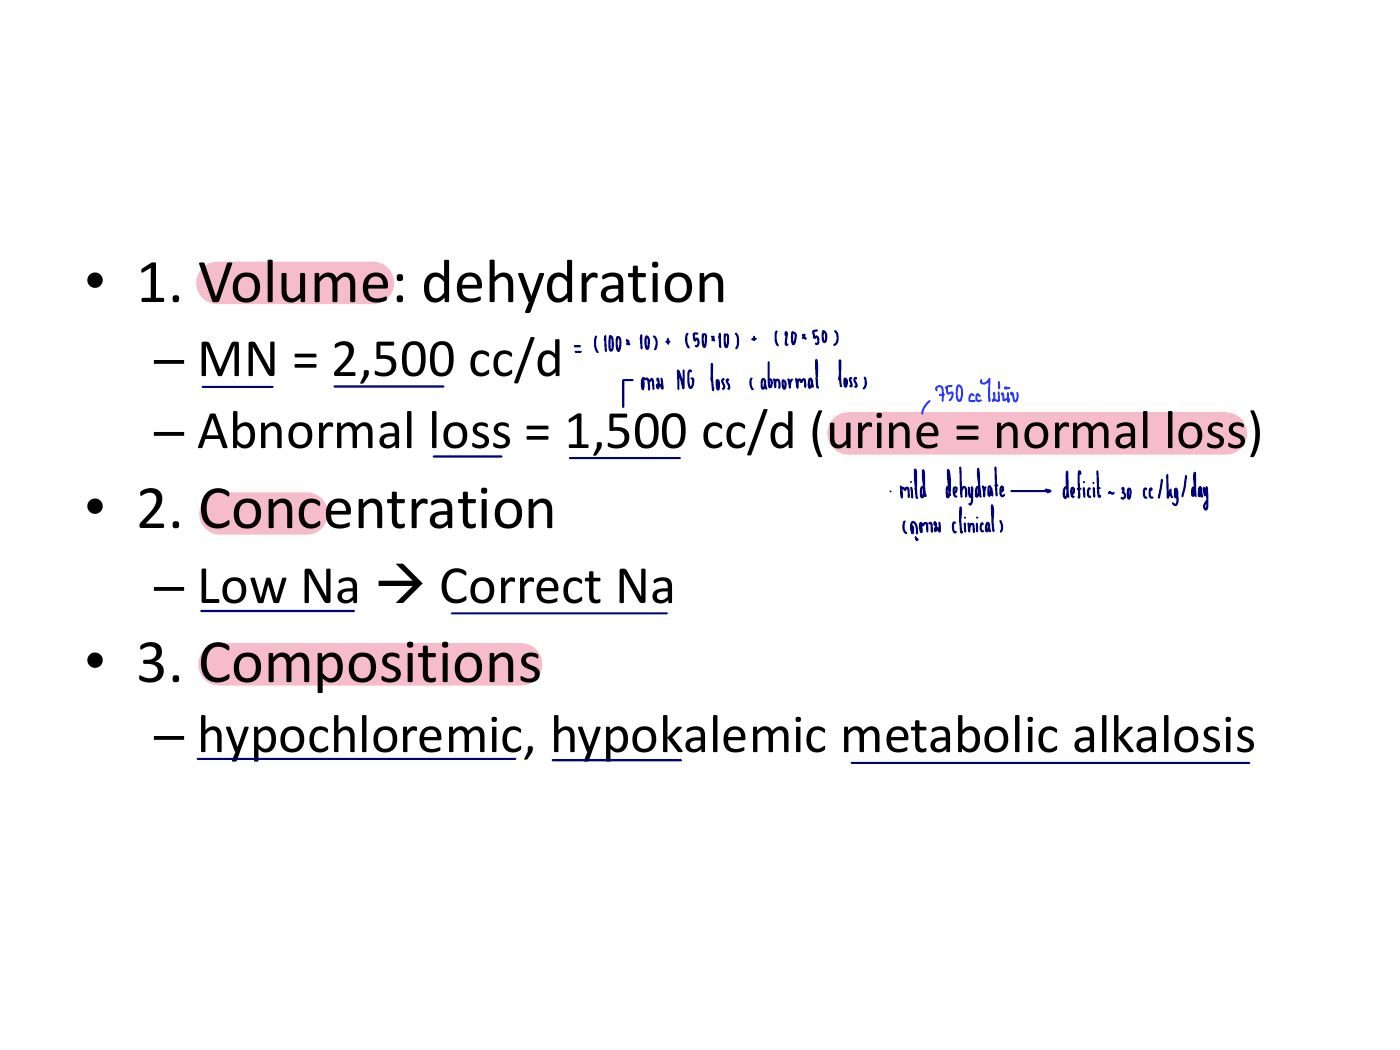 • 1. Volume: dehydration
– MN = 2,500 cc/d = (100×10) + (50×10) + (20×50)
ตาม NG loss (abnormal loss)
750 cc ไม่นับ
– Abnormal loss = 1,500 cc/d (urine = normal loss)
· mild dehydrate — deficit ~ 30 cc/kg/day
(ดูตาม clinical)
• 2. Concentration
– Low Na → Correct Na
• 3. Compositions
– hypochloremic, hypokalemic metabolic alkalosis